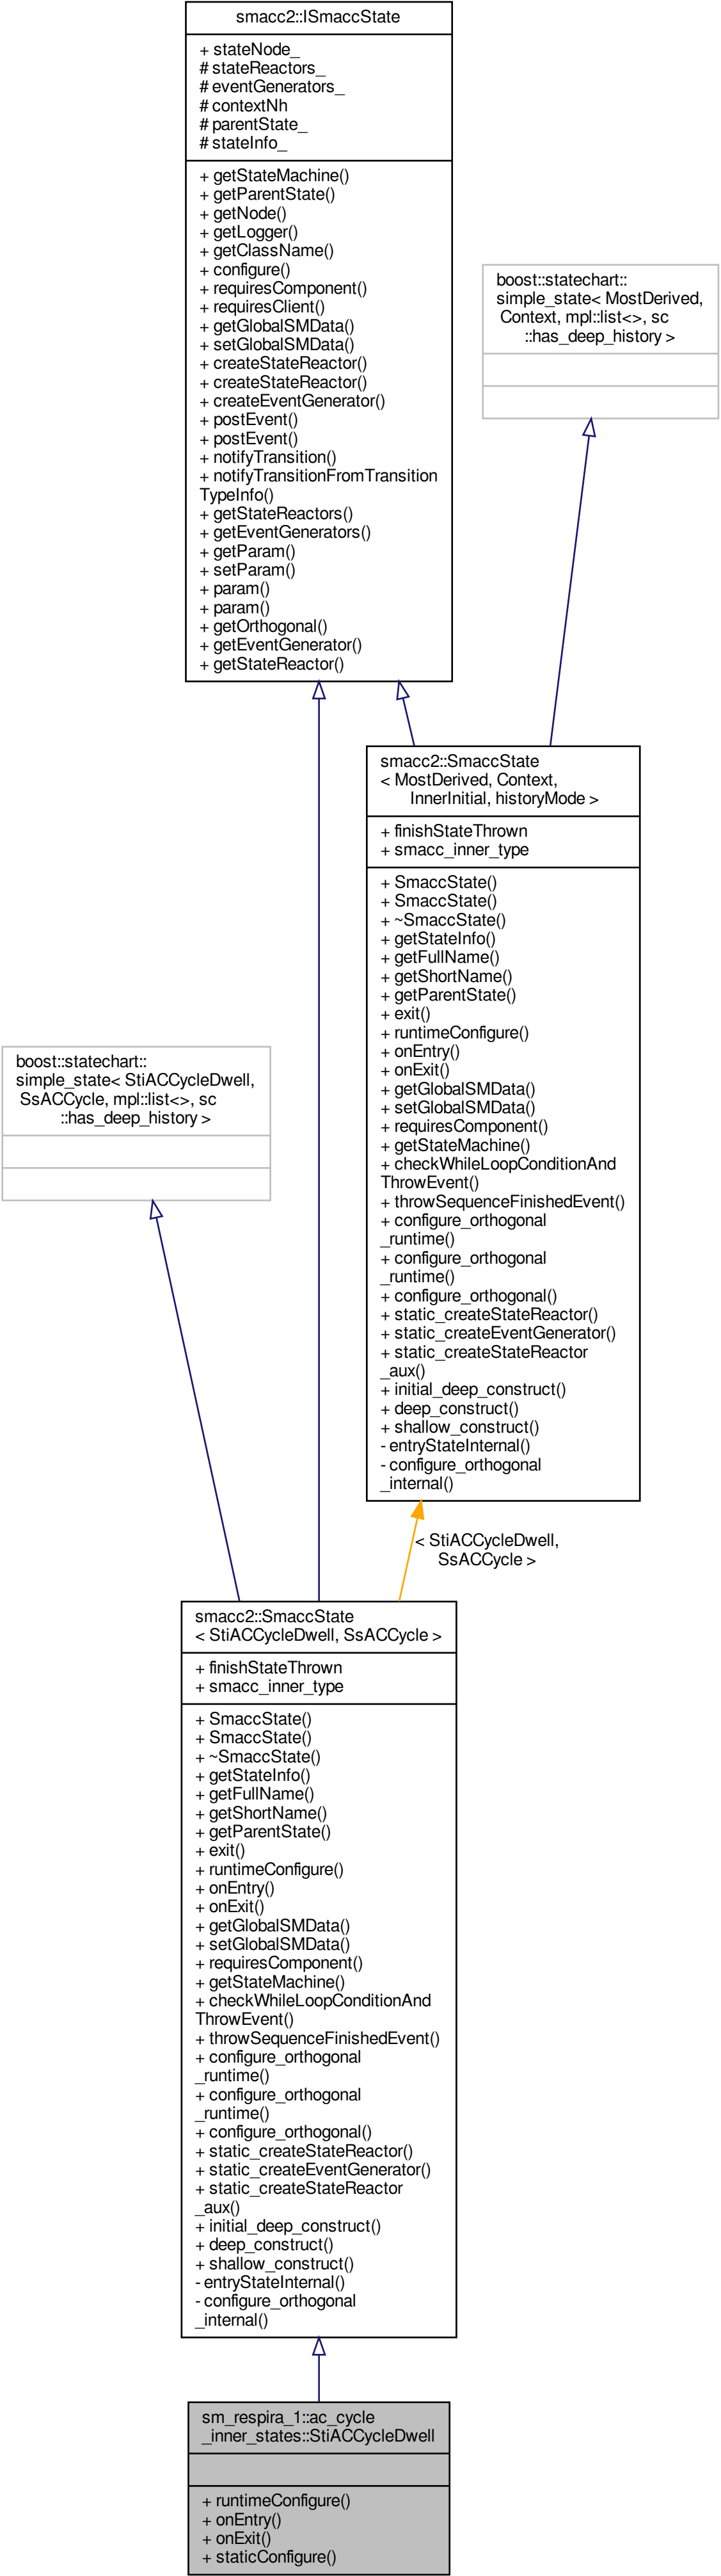 smacc2::ISmaccState
+ stateNode_
# stateReactors_
# eventGenerators_
# contextNh
# parentState_
# stateInfo_
+ getStateMachine()
+ getParentState()
+ getNode()
+ getLogger()
+ getClassName()
+ configure()
+ requiresComponent()
+ requiresClient()
+ getGlobalSMData()
+ setGlobalSMData()
+ createStateReactor()
+ createStateReactor()
+ createEventGenerator()
+ postEvent()
+ postEvent()
+ notifyTransition()
+ notifyTransitionFromTransition
TypeInfo()
+ getStateReactors()
+ getEventGenerators()
+ getParam()
+ setParam()
+ param()
+ param()
+ getOrthogonal()
+ getEventGenerator()
+ getStateReactor()
boost::statechart::
simple_state< MostDerived,
Context, mpl::list<>, sc
::has_deep_history >
smacc2::SmaccState
< MostDerived, Context,
InnerInitial, historyMode >
+ finishStateThrown
+ smacc_inner_type
+ SmaccState()
+ SmaccState()
+ ~SmaccState()
+ getStateInfo()
+ getFullName()
+ getShortName()
+ getParentState()
+ exit()
+ runtimeConfigure()
+ onEntry()
+ onExit()
+ getGlobalSMData()
+ setGlobalSMData()
+ requiresComponent()
+ getStateMachine()
+ checkWhileLoopConditionAnd
ThrowEvent()
+ throwSequenceFinishedEvent()
+ configure_orthogonal
_runtime()
+ configure_orthogonal
_runtime()
+ configure_orthogonal()
+ static_createStateReactor()
+ static_createEventGenerator()
+ static_createStateReactor
_aux()
+ initial_deep_construct()
+ deep_construct()
+ shallow_construct()
- entryStateInternal()
- configure_orthogonal
_internal()
boost::statechart::
simple_state< StiACCycleDwell,
SsACCycle, mpl::list<>, sc
::has_deep_history >
< StiACCycleDwell,
SsACCycle >
smacc2::SmaccState
< StiACCycleDwell, SsACCycle >
+ finishStateThrown
+ smacc_inner_type
+ SmaccState()
+ SmaccState()
+ ~SmaccState()
+ getStateInfo()
+ getFullName()
+ getShortName()
+ getParentState()
+ exit()
+ runtimeConfigure()
+ onEntry()
+ onExit()
+ getGlobalSMData()
+ setGlobalSMData()
+ requiresComponent()
+ getStateMachine()
+ checkWhileLoopConditionAnd
ThrowEvent()
+ throwSequenceFinishedEvent()
+ configure_orthogonal
_runtime()
+ configure_orthogonal
_runtime()
+ configure_orthogonal()
+ static_createStateReactor()
+ static_createEventGenerator()
+ static_createStateReactor
_aux()
+ initial_deep_construct()
+ deep_construct()
+ shallow_construct()
- entryStateInternal()
- configure_orthogonal
_internal()
sm_respira_1::ac_cycle
_inner_states::StiACCycleDwell
+ runtimeConfigure()
+ onEntry()
+ onExit()
+ staticConfigure()